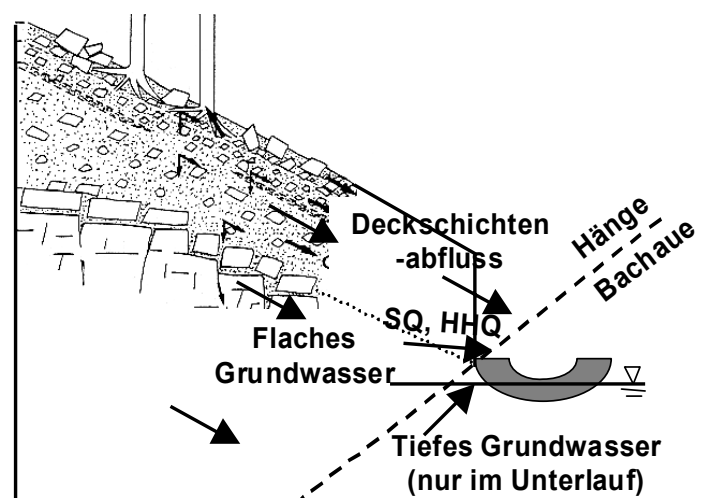 Deckschichten
-abfluss
Hänge
Bachaue
SQ, HHQ
Flaches
Grundwasser
Tiefes Grundwasser
(nur im Unterlauf)